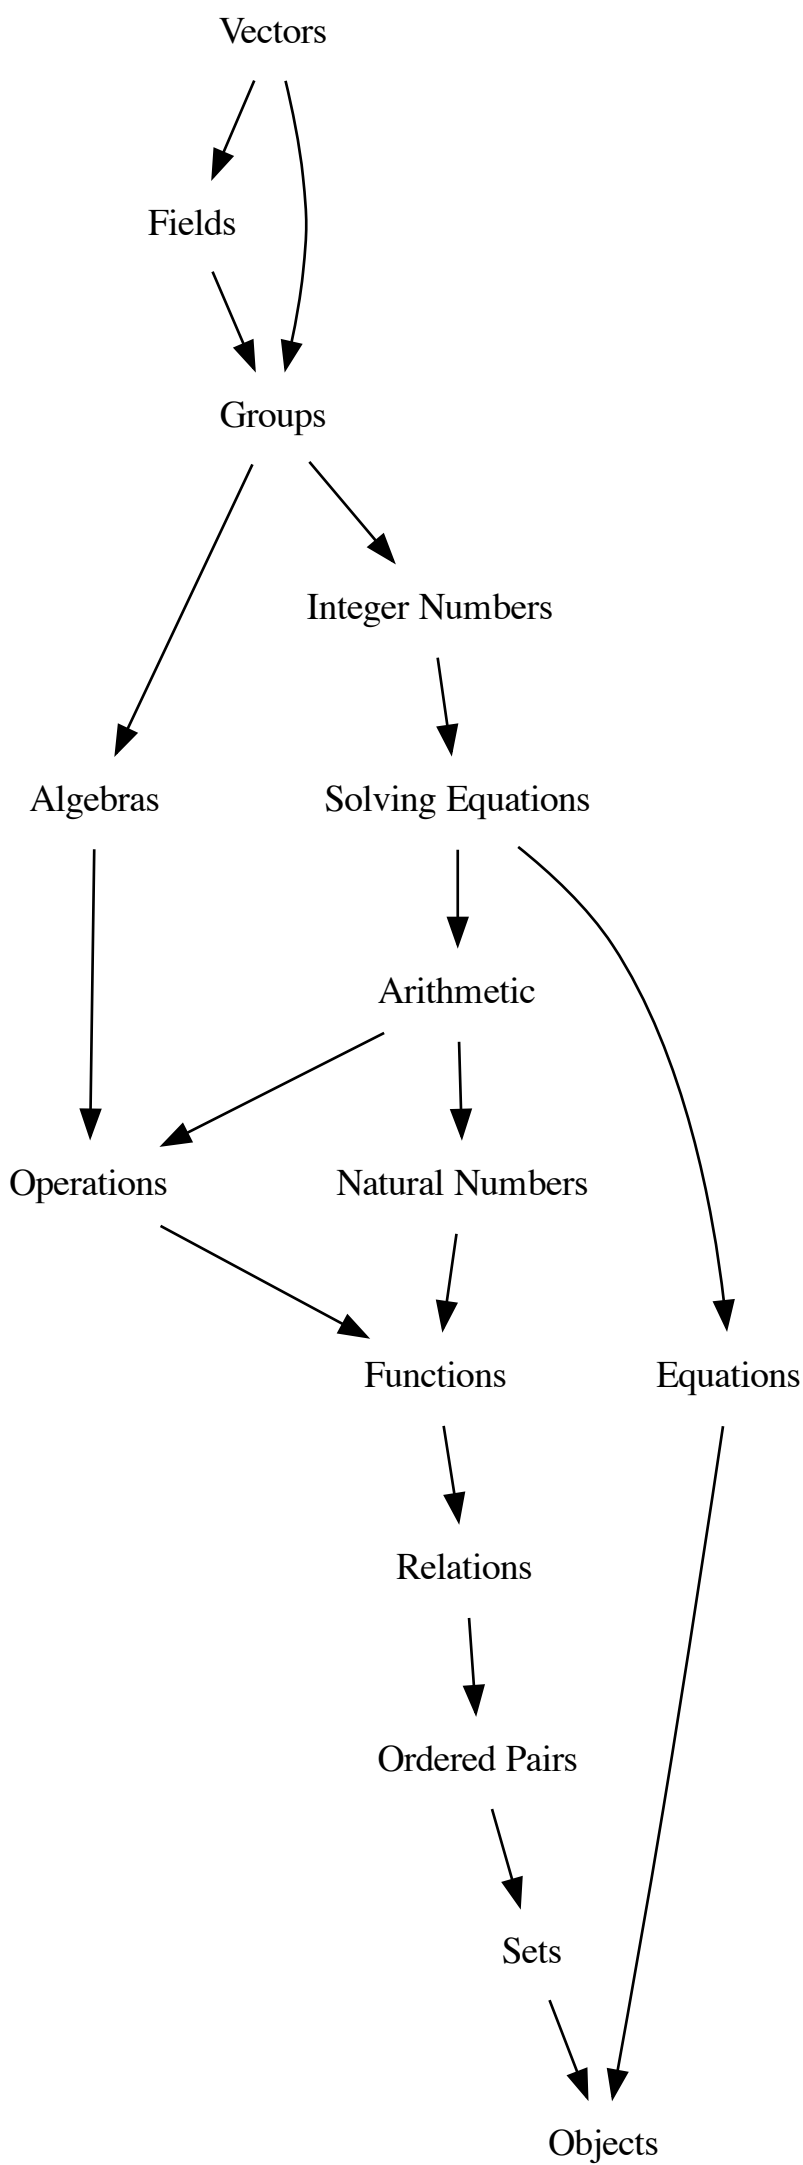 Vectors
Fields
Groups
Integer Numbers
Algebras
Solving Equations
Arithmetic
Operations
Natural Numbers
Functions
Equations
Relations
Ordered Pairs
Sets
Objects